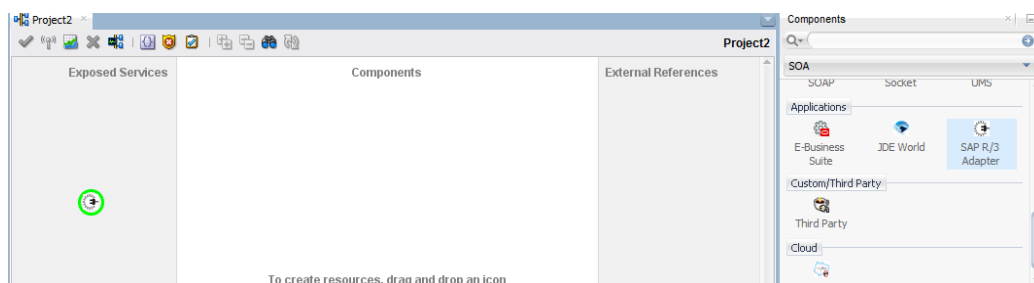 Project2
Project2
Exposed Services
Components
External References
To create resources, drag and drop an icon
Components
SOA
SOAP
Socket
UMS
Applications
E-Business
Suite
JDE World
SAP R/3
Adapter
Custom/Third Party
Third Party
Cloud